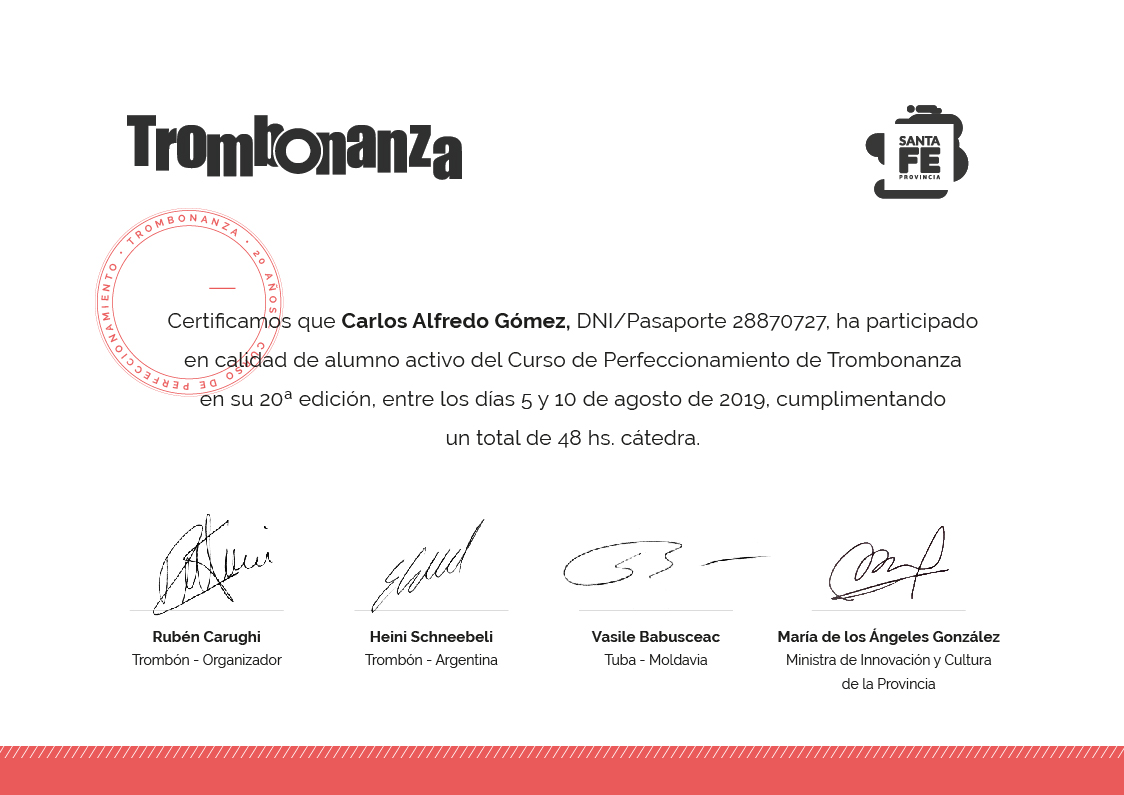 Trombonanza
SANTA
FE
PROVINCIA
TROMBONANZA • 20 AÑOS • CURSO DE PERFECCIONAMIENTO •
Certificamos que Carlos Alfredo Gómez, DNI/Pasaporte 28870727, ha participado
en calidad de alumno activo del Curso de Perfeccionamiento de Trombonanza
en su 20ª edición, entre los días 5 y 10 de agosto de 2019, cumplimentando
un total de 48 hs. cátedra.
Rubén Carughi
Trombón - Organizador
Heini Schneebeli
Trombón - Argentina
Vasile Babusceac
Tuba - Moldavia
María de los Ángeles González
Ministra de Innovación y Cultura
de la Provincia